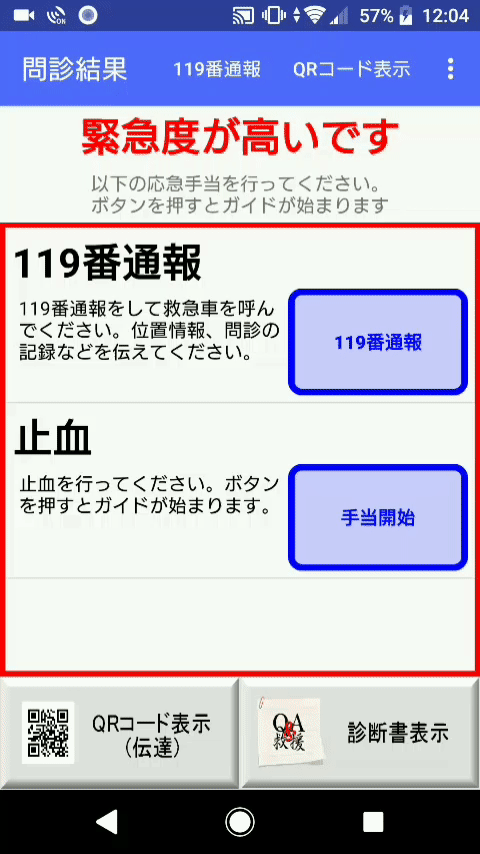 57% 12:04
問診結果 119番通報 QRコード表示
緊急度が高いです
以下の応急手当を行ってください。
ボタンを押すとガイドが始まります
119番通報
119番通報をして救急車を呼ん
でください。位置情報、問診の
記録などを伝えてください。
119番通報
止血
止血を行ってください。ボタン
を押すとガイドが始まります。
手当開始
QRコード表示
(伝達)
QA
救援
診断書表示